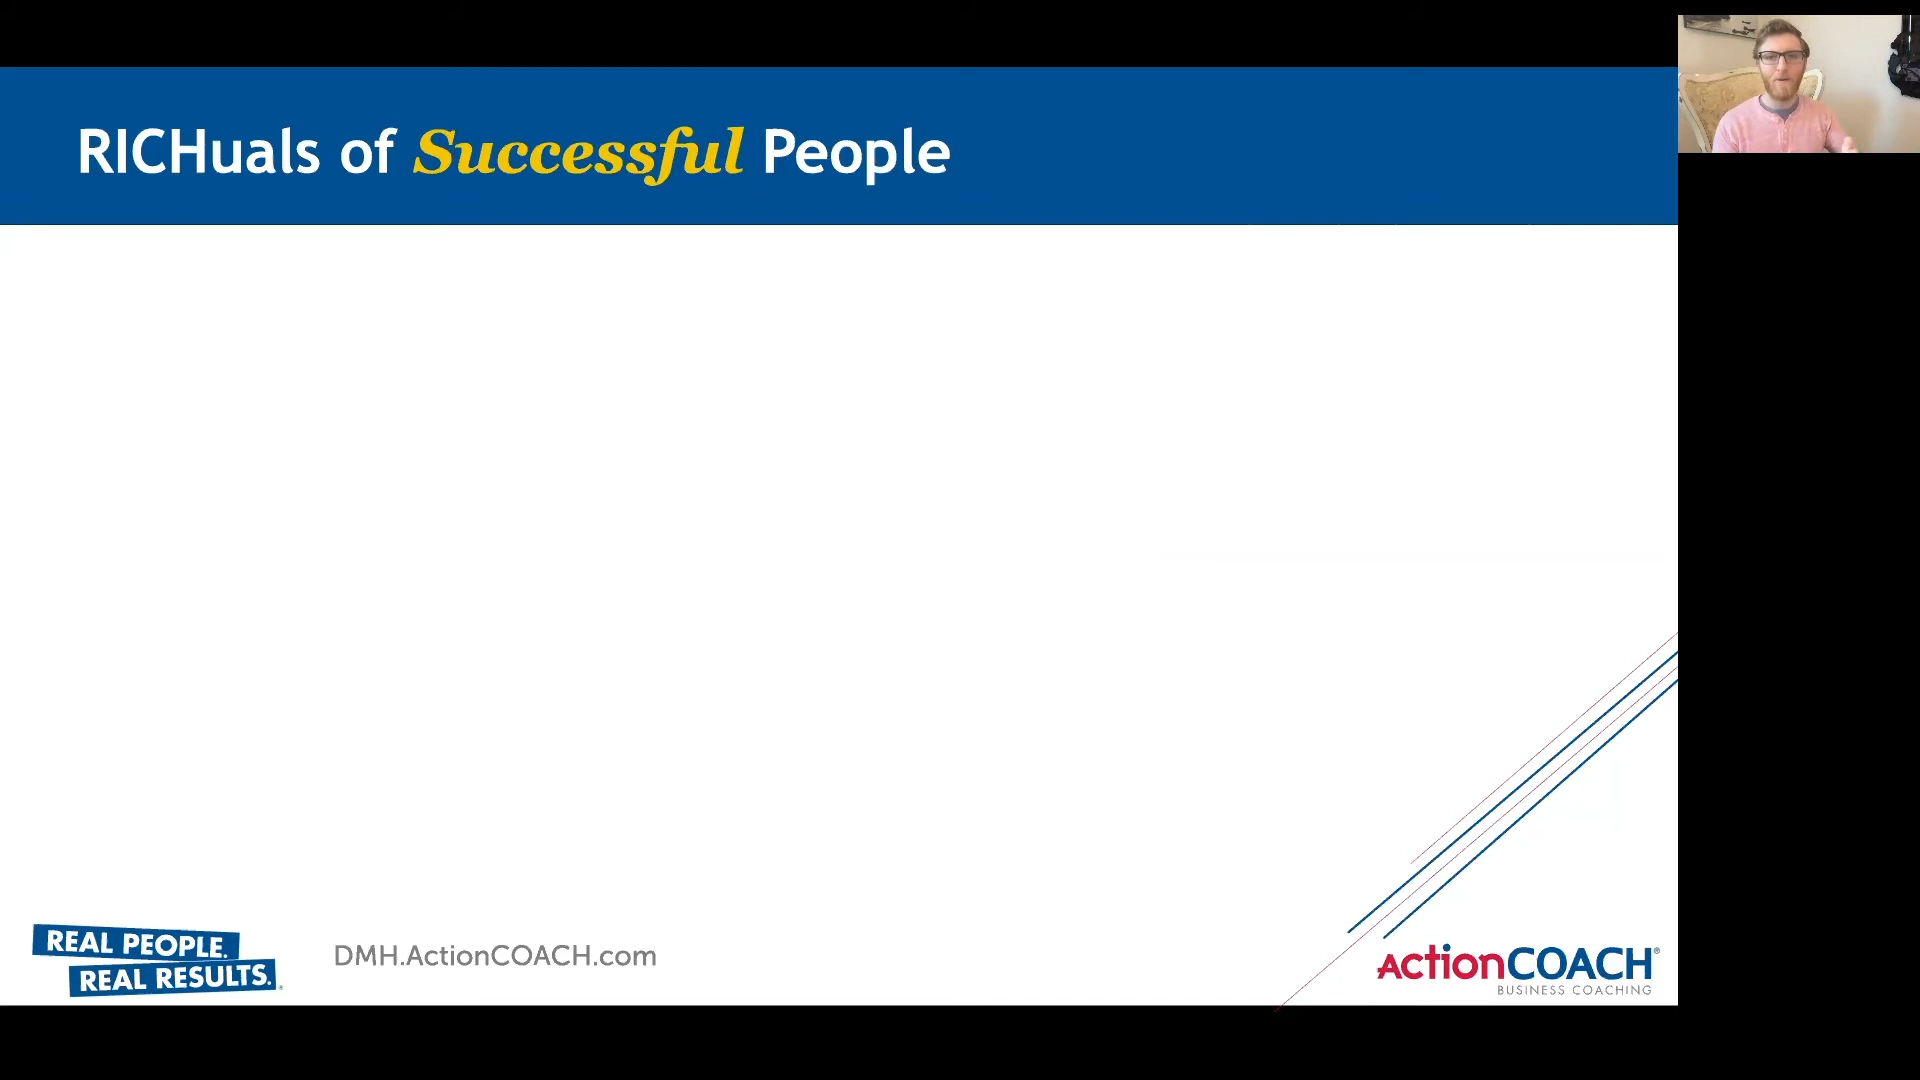 RICHuals of Successful People
REAL PEOPLE.
REAL RESULTS.
DMH.ActionCOACH.com
ActionCOACH®
BUSINESS COACHING